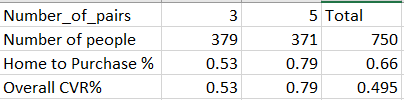 Number_of_pairs 3 5 Total
Number of people 379 371 750
Home to Purchase % 0.53 0.79 0.66
Overall CVR% 0.53 0.79 0.495